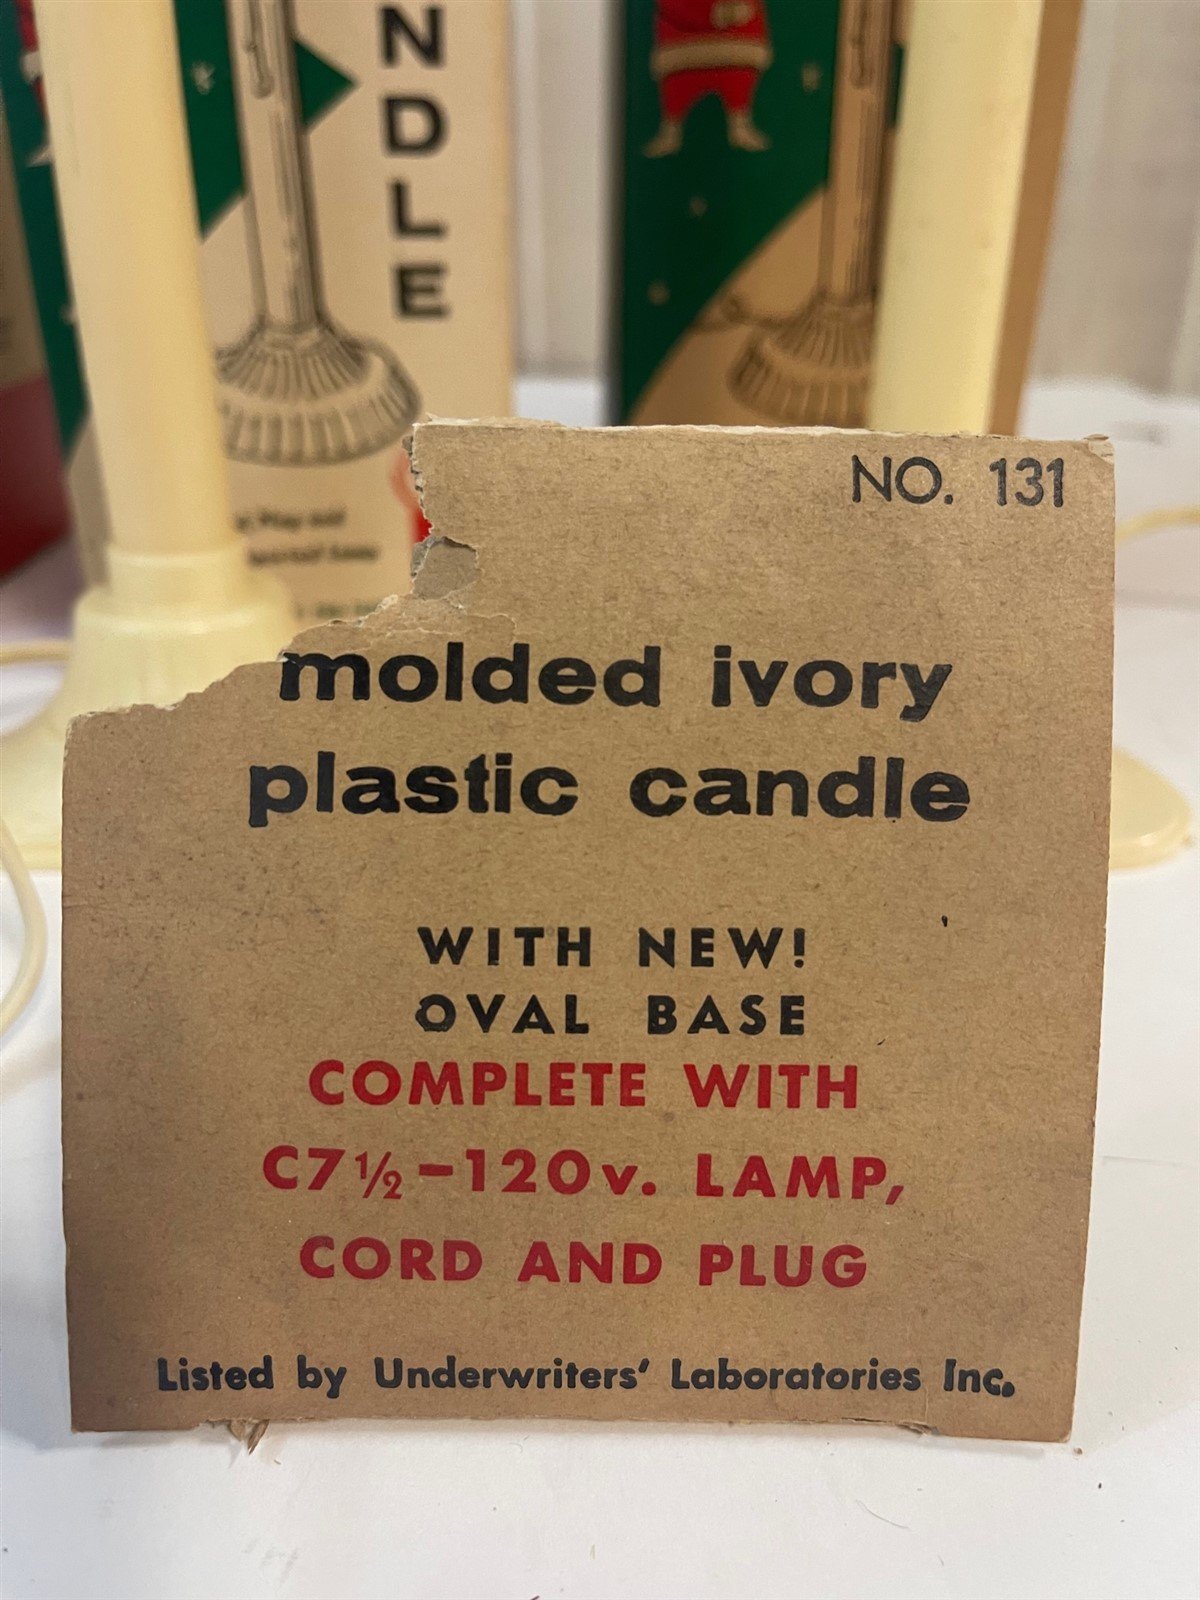 NDLE
NO. 131
molded ivory
plastic candle
WITH NEW!
OVAL BASE
COMPLETE WITH
C7½-120v. LAMP,
CORD AND PLUG
Listed by Underwriters' Laboratories Inc.